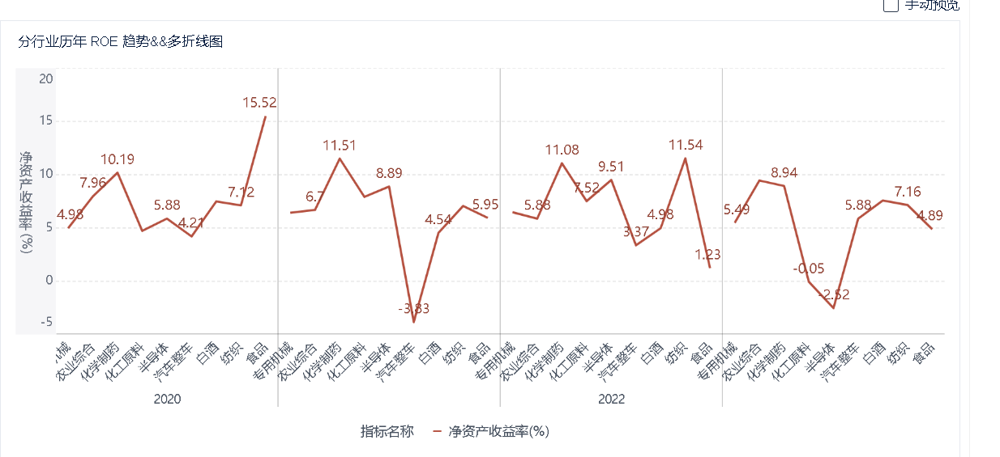 手动预览
分行业历年 ROE 趋势&&多折线图
净资产收益率(%)
20
15
10
5
0
-5
4.98
7.96
10.19
5.88
4.21
7.12
15.52
6.7
11.51
8.89
-3.83
4.54
5.95
5.88
11.08
7.52
9.51
3.37
4.98
11.54
1.23
5.49
8.94
-0.05
-2.52
5.88
7.16
4.89
械
农业综合
化学制药
化工原料
半导体
汽车整车
白酒
纺织
食品
专用机械
农业综合
化学制药
化工原料
半导体
汽车整车
白酒
纺织
食品
专用机械
农业综合
化学制药
化工原料
半导体
汽车整车
白酒
纺织
食品
专用机械
农业综合
化学制药
化工原料
半导体
汽车整车
白酒
纺织
食品
2020
2022
指标名称 净资产收益率(%)